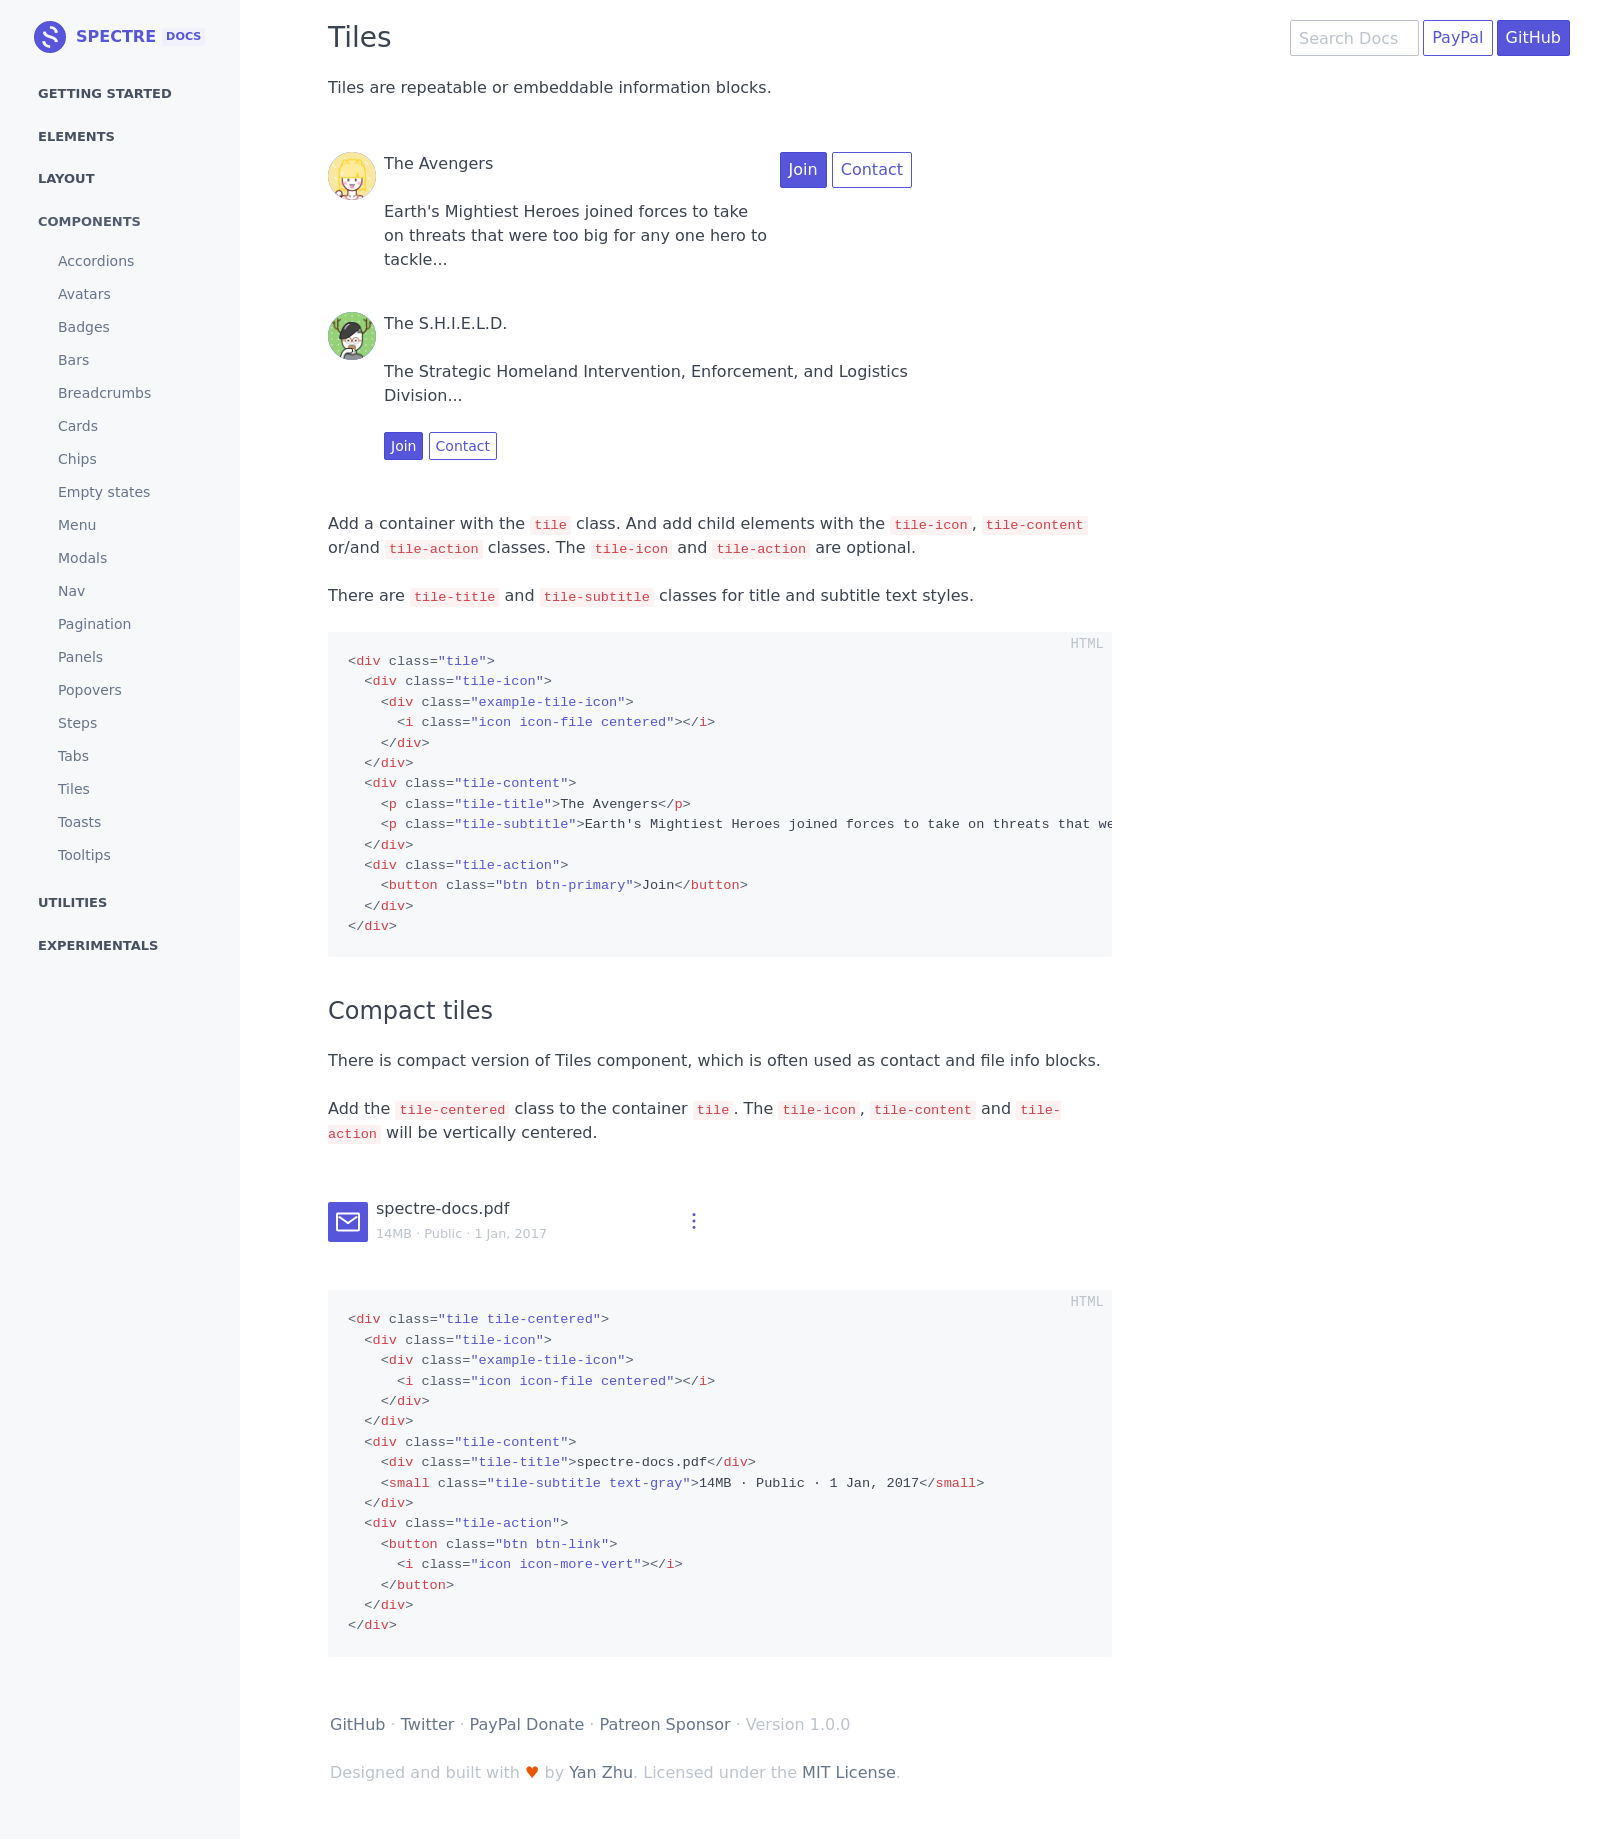 SPECTRE DOCS
GETTING STARTED
ELEMENTS
LAYOUT
COMPONENTS
Accordions
Avatars
Badges
Bars
Breadcrumbs
Cards
Chips
Empty states
Menu
Modals
Nav
Pagination
Panels
Popovers
Steps
Tabs
Tiles
Toasts
Tooltips
UTILITIES
EXPERIMENTALS
Tiles
Search Docs PayPal GitHub
Tiles are repeatable or embeddable information blocks.
The Avengers
Join Contact
Earth's Mightiest Heroes joined forces to take
on threats that were too big for any one hero to
tackle...
The S.H.I.E.L.D.
The Strategic Homeland Intervention, Enforcement, and Logistics
Division...
Join Contact
Add a container with the tile class. And add child elements with the tile-icon, tile-content
or/and tile-action classes. The tile-icon and tile-action are optional.
There are tile-title and tile-subtitle classes for title and subtitle text styles.
HTML
<div class="tile">
  <div class="tile-icon">
    <div class="example-tile-icon">
      <i class="icon icon-file centered"></i>
    </div>
  </div>
  <div class="tile-content">
    <p class="tile-title">The Avengers</p>
    <p class="tile-subtitle">Earth's Mightiest Heroes joined forces to take on threats that we
  </div>
  <div class="tile-action">
    <button class="btn btn-primary">Join</button>
  </div>
</div>
Compact tiles
There is compact version of Tiles component, which is often used as contact and file info blocks.
Add the tile-centered class to the container tile. The tile-icon, tile-content and tile-
action will be vertically centered.
spectre-docs.pdf
14MB · Public · 1 Jan, 2017
HTML
<div class="tile tile-centered">
  <div class="tile-icon">
    <div class="example-tile-icon">
      <i class="icon icon-file centered"></i>
    </div>
  </div>
  <div class="tile-content">
    <div class="tile-title">spectre-docs.pdf</div>
    <small class="tile-subtitle text-gray">14MB · Public · 1 Jan, 2017</small>
  </div>
  <div class="tile-action">
    <button class="btn btn-link">
      <i class="icon icon-more-vert"></i>
    </button>
  </div>
</div>
GitHub · Twitter · PayPal Donate · Patreon Sponsor · Version 1.0.0
Designed and built with ♥ by Yan Zhu. Licensed under the MIT License.